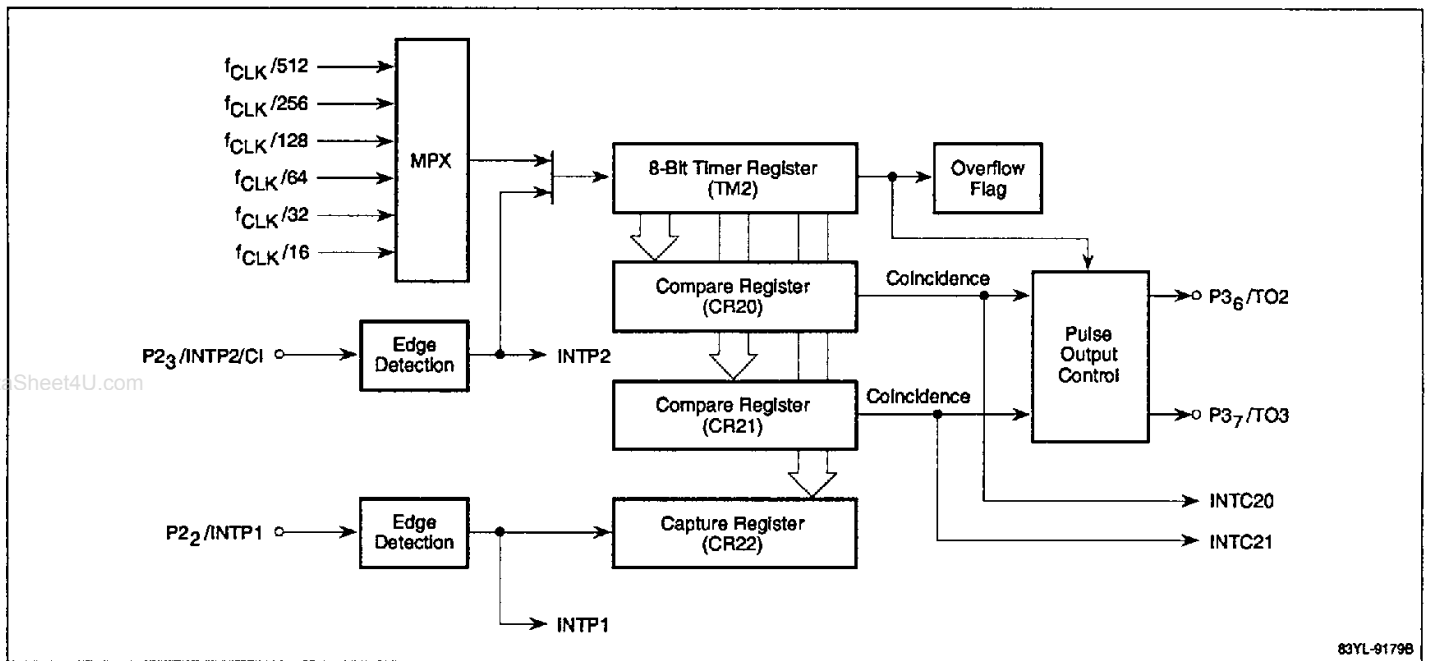 fCLK/512
fCLK/256
fCLK/128
fCLK/64
fCLK/32
fCLK/16
MPX
8-Bit Timer Register
(TM2)
Overflow
Flag
Compare Register
(CR20)
Coincidence
P36/TO2
Pulse
Output
Control
P23/INTP2/CI
Edge
Detection
INTP2
aSheet4U.com
Compare Register
(CR21)
Coincidence
P37/TO3
INTC20
P22/INTP1
Edge
Detection
Capture Register
(CR22)
INTC21
INTP1
83YL-9179B